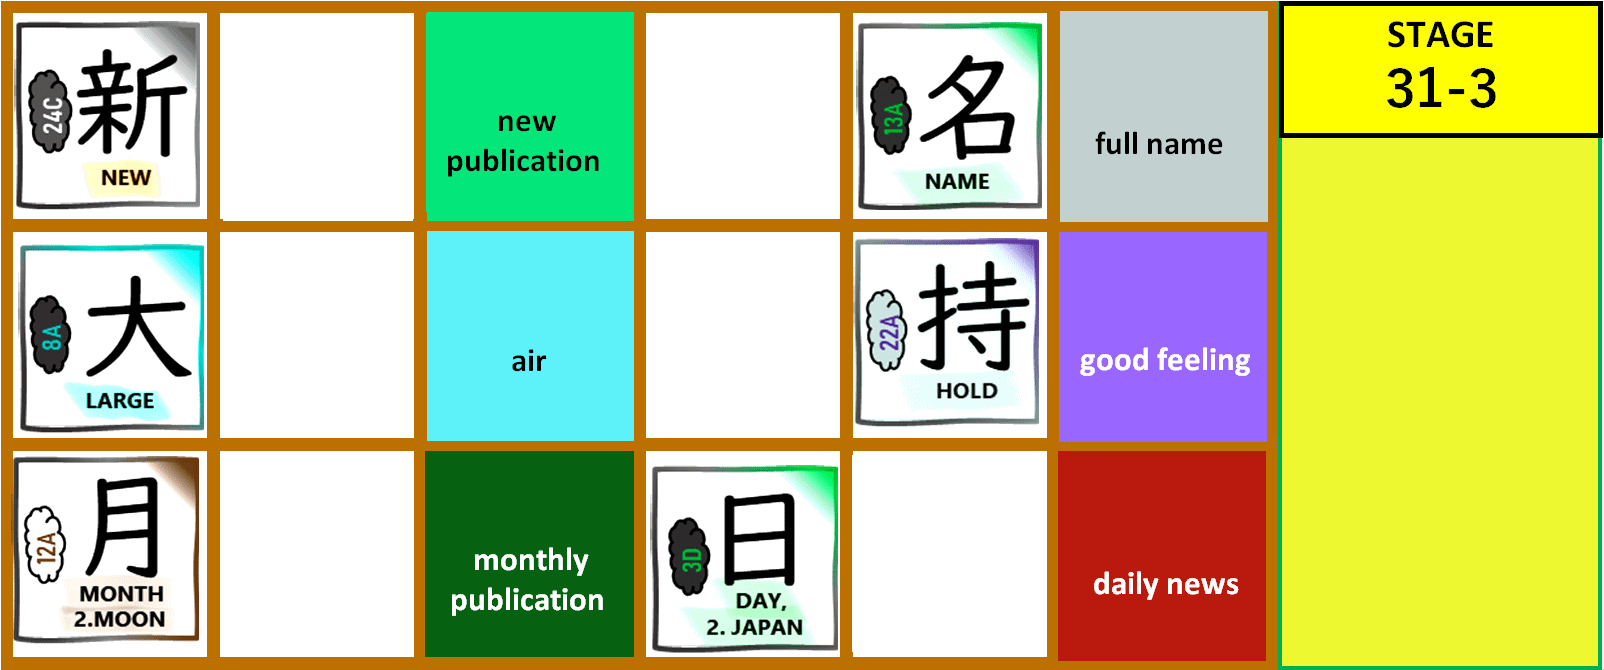 24C
新
NEW
new
publication
13A
名
NAME
full name
STAGE
31-3
8A
大
LARGE
air
22A
持
HOLD
good feeling
12A
月
MONTH
2.MOON
monthly
publication
3D
日
DAY,
2. JAPAN
daily news